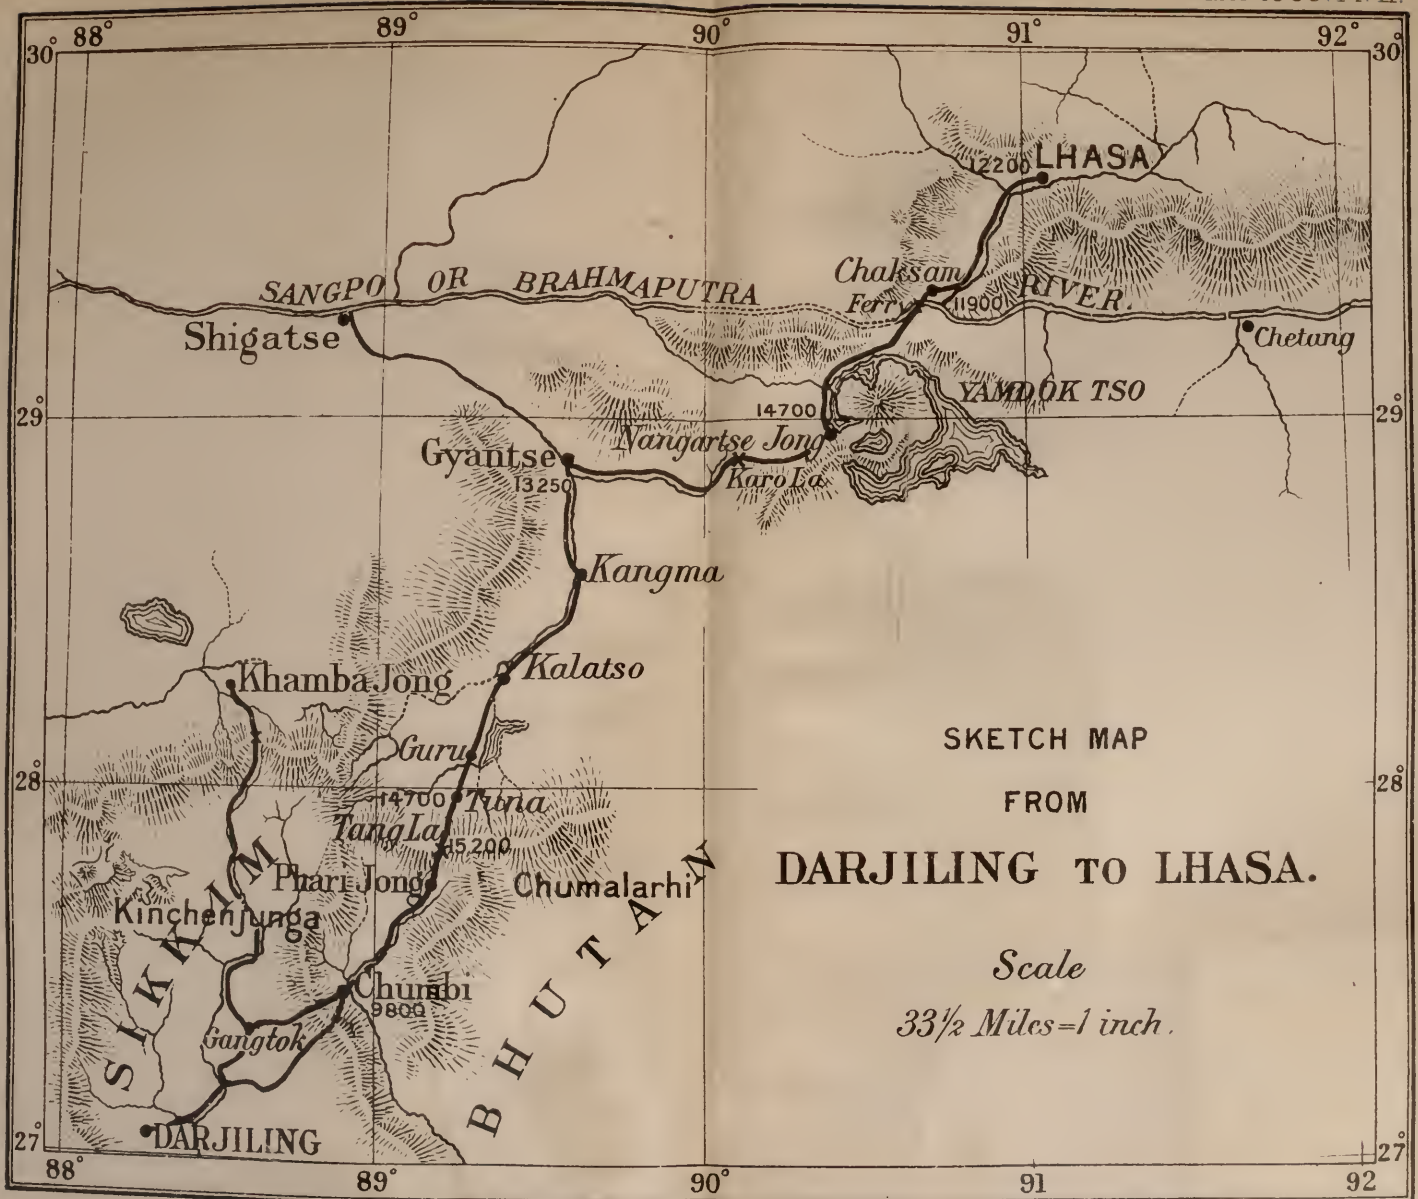 88° 89° 90° 91° 92°
30° 30°
12200 LHASA
Chaksam
Ferry
11900
SANGPO OR BRAHMAPUTRA RIVER.
Shigatse
Chetang
YAMDOK TSO
29° 29°
14700
Nangartse Jong
Karo La
Gyantse
13250
Kangma
Kalatso
Khamba Jong
Guru
28° 28°
14700 Tuna
Tang La
15,200
Phari Jong
Chumalarhi
Kinchenjunga
SIKKIM
BHUTAN
Chumbi
9800
Gangtok
DARJILING
27° 27°
88° 89° 90° 91 92
SKETCH MAP
FROM
DARJILING TO LHASA.
Scale
33½ Miles=1 inch.